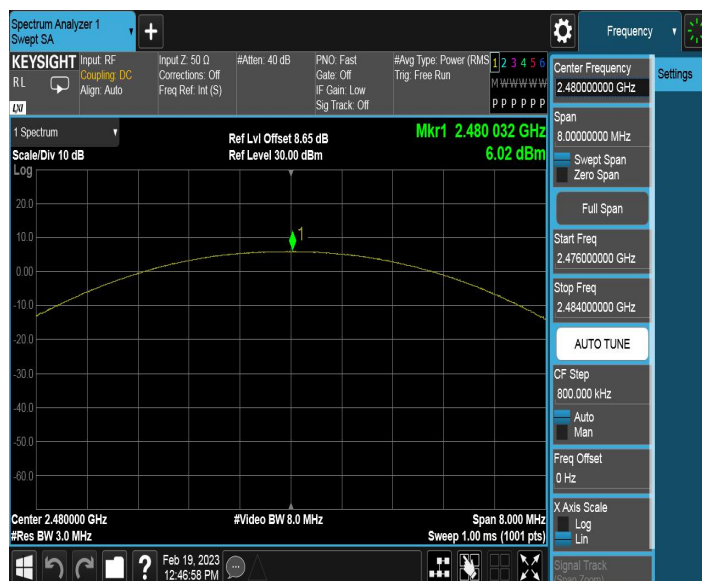 Spectrum Analyzer 1
Swept SA
+
Frequency
KEYSIGHT
RL
LXI
Input: RF
Coupling: DC
Align: Auto
Input Z: 50 Ω
Corrections: Off
Freq Ref: Int (S)
#Atten: 40 dB
PNO: Fast
Gate: Off
IF Gain: Low
Sig Track: Off
#Avg Type: Power (RMS
Trig: Free Run
1 2 3 4 5 6
M W W W W W
P P P P P P
1 Spectrum
Scale/Div 10 dB
Log
Ref Lvl Offset 8.65 dB
Ref Level 30.00 dBm
Mkr1 2.480 032 GHz
6.02 dBm
1
20.0
10.0
0.00
-10.0
-20.0
-30.0
-40.0
-50.0
-60.0
Center 2.480000 GHz
#Res BW 3.0 MHz
#Video BW 8.0 MHz
Span 8.000 MHz
Sweep 1.00 ms (1001 pts)
?
Feb 19, 2023
12:46:58 PM
Center Frequency
2.480000000 GHz
Span
8.00000000 MHz
Swept Span
Zero Span
Full Span
Start Freq
2.476000000 GHz
Stop Freq
2.484000000 GHz
AUTO TUNE
CF Step
800.000 kHz
Auto
Man
Freq Offset
0 Hz
X Axis Scale
Log
Lin
Signal Track
(Span Zoom)
Settings